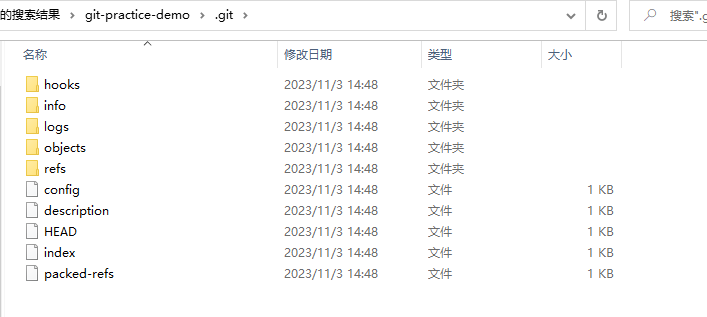 的搜索结果 > git-practice-demo > .git > 搜索".g
名称 修改日期 类型 大小
hooks 2023/11/3 14:48 文件夹
info 2023/11/3 14:48 文件夹
logs 2023/11/3 14:48 文件夹
objects 2023/11/3 14:48 文件夹
refs 2023/11/3 14:48 文件夹
config 2023/11/3 14:48 文件 1 KB
description 2023/11/3 14:48 文件 1 KB
HEAD 2023/11/3 14:48 文件 1 KB
index 2023/11/3 14:48 文件 1 KB
packed-refs 2023/11/3 14:48 文件 1 KB